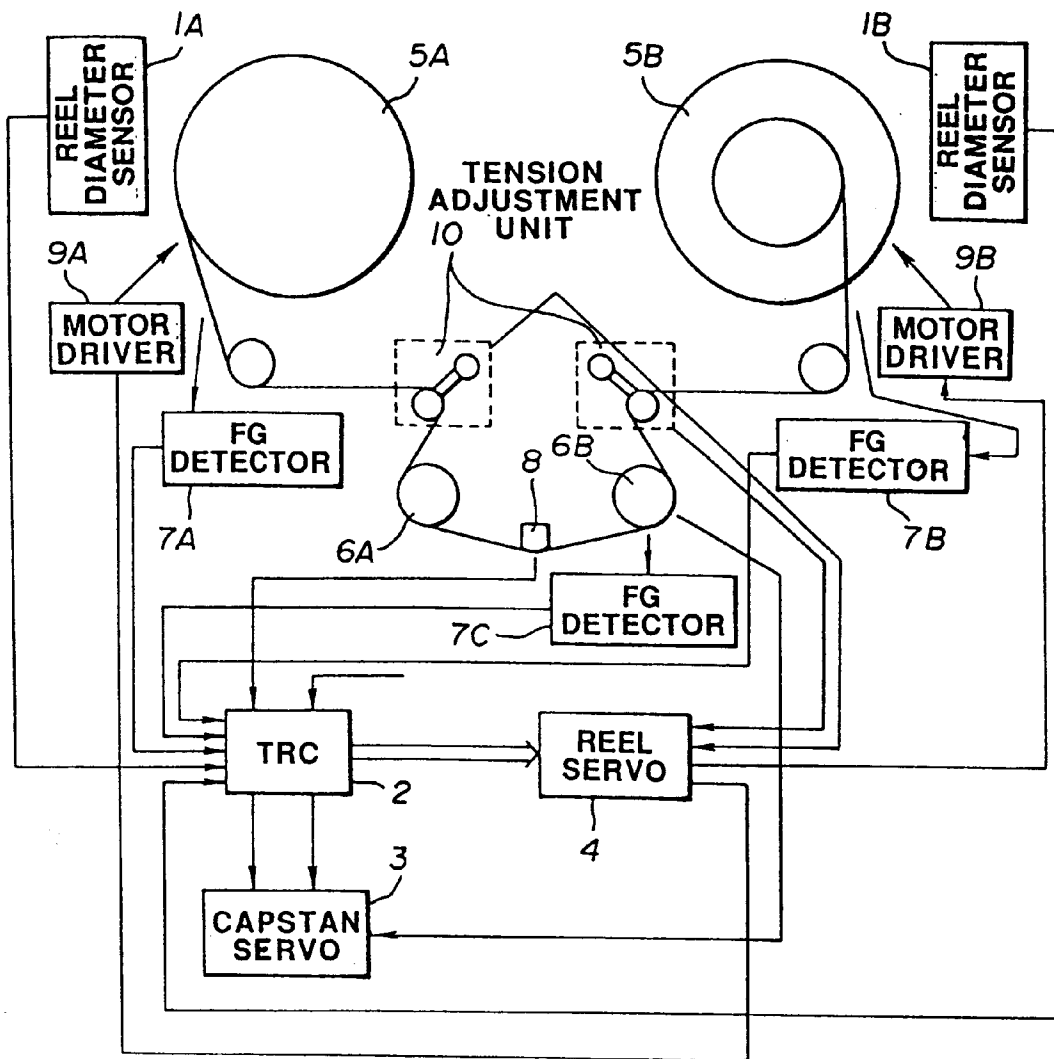 1A
REEL
DIAMETER
SENSOR
5A
5B
1B
REEL
DIAMETER
SENSOR
TENSION
ADJUSTMENT
UNIT
10
9A
MOTOR
DRIVER
9B
MOTOR
DRIVER
FG
DETECTOR
7A
6A
8
6B
FG
DETECTOR
7B
FG
DETECTOR
7C
TRC
2
REEL
SERVO
4
3
CAPSTAN
SERVO